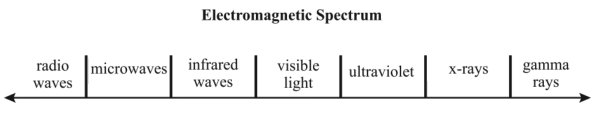 Electromagnetic Spectrum
radio waves
microwaves
infrared waves
visible light
ultraviolet
x-rays
gamma rays